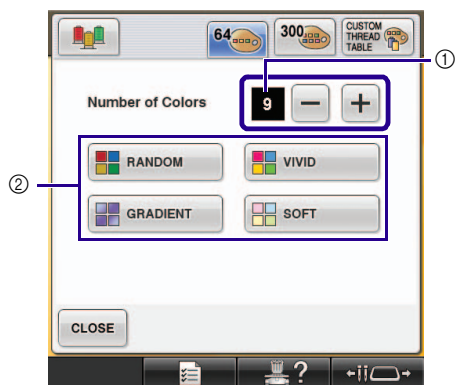 64
300
CUSTOM
THREAD
TABLE
①
Number of Colors
9
−
+
②
RANDOM
VIVID
GRADIENT
SOFT
CLOSE
?